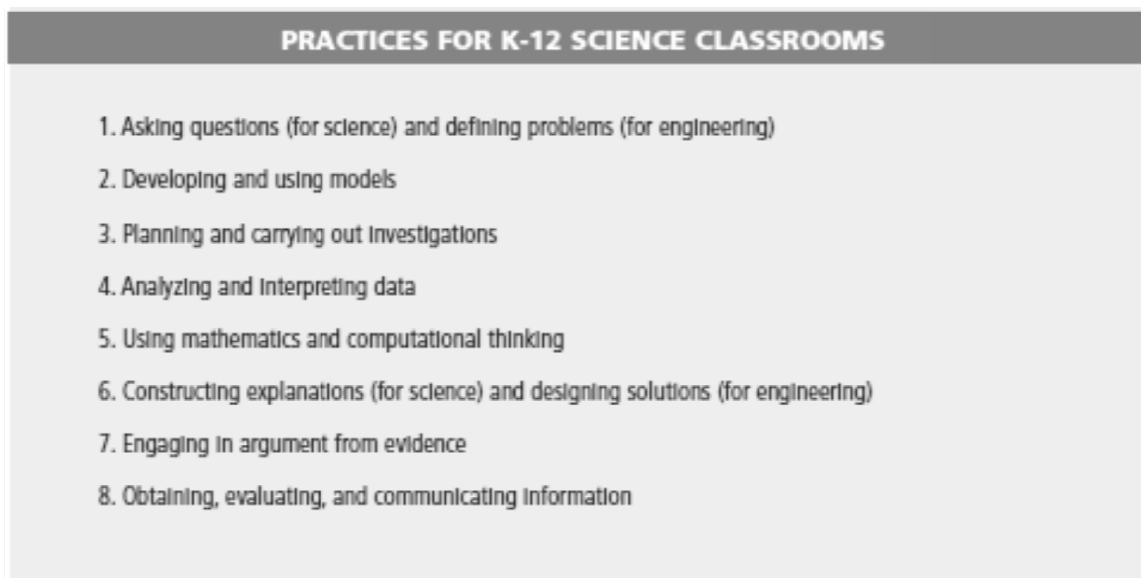 PRACTICES FOR K-12 SCIENCE CLASSROOMS
1. Asking questions (for science) and defining problems (for engineering)
2. Developing and using models
3. Planning and carrying out investigations
4. Analyzing and interpreting data
5. Using mathematics and computational thinking
6. Constructing explanations (for science) and designing solutions (for engineering)
7. Engaging in argument from evidence
8. Obtaining, evaluating, and communicating information